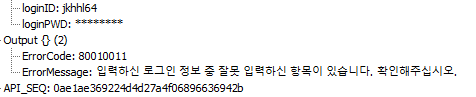 loginID: jkhhl64
loginPWD: ********
Output {} (2)
ErrorCode: 80010011
ErrorMessage: 입력하신 로그인 정보 중 잘못 입력하신 항목이 있습니다. 확인해주십시오.
API_SEQ: 0ae1ae369224d4d27a4f06896636942b